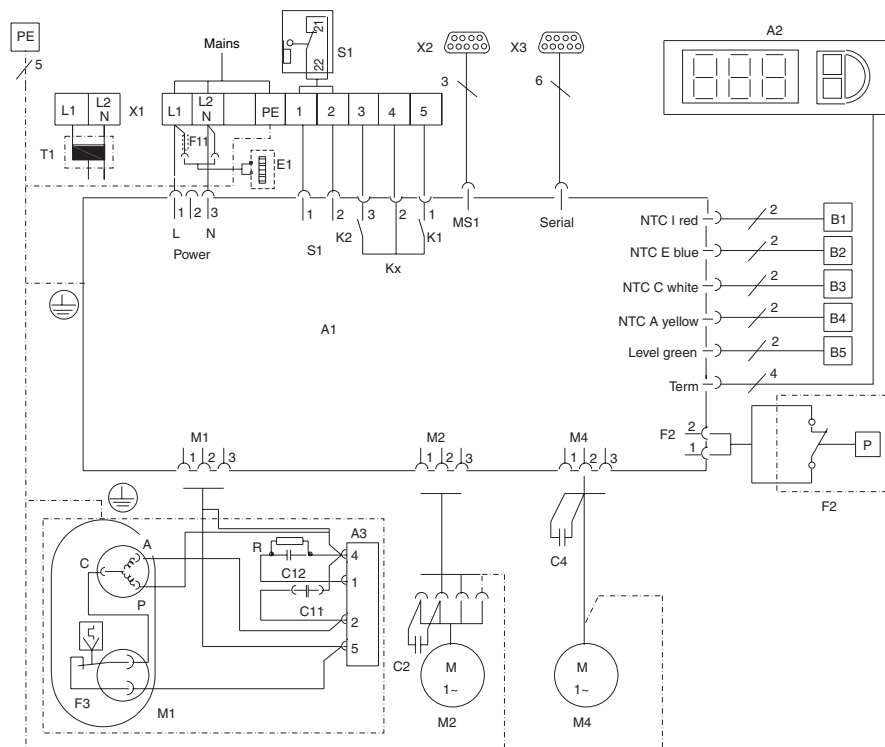 PE
5
Mains
21
22
S1
X2
3
X3
6
A2
L1
L2
N
X1
L1
L2
N
PE
1
2
3
4
5
T1
F11
E1
1
2
3
L
N
Power
1
2
S1
3
2
1
K2
K1
Kx
MS1
Serial
NTC I red
2
B1
NTC E blue
2
B2
NTC C white
2
B3
NTC A yellow
2
B4
Level green
2
B5
Term
4
A1
F2
2
1
P
F2
M1
1
2
3
M2
1
2
3
M4
1
2
3
A
C
P
F3
M1
R
C12
C11
A3
4
1
2
5
C2
M
1~
M2
C4
M
1~
M4